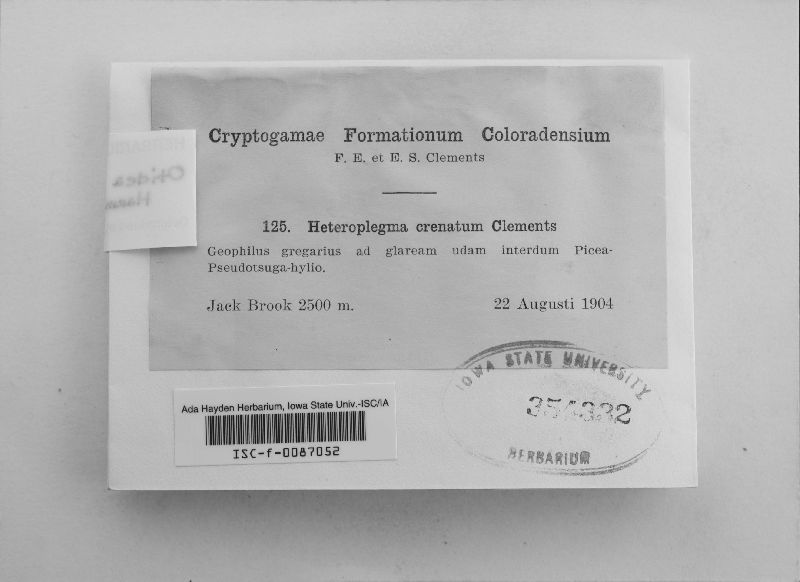 Cryptogamae Formationum Coloradensium
F. E. et E. S. Clements
125. Heteroplegma crenatum Clements
Geophilus gregarius ad glaream udam interdum Picea-
Pseudotsuga-hylio.
Jack Brook 2500 m. 22 Augusti 1904
IOWA STATE UNIVERSITY
HERBARIUM
Ada Hayden Herbarium, Iowa State Univ.-ISC/IA
ISC-f-0087052